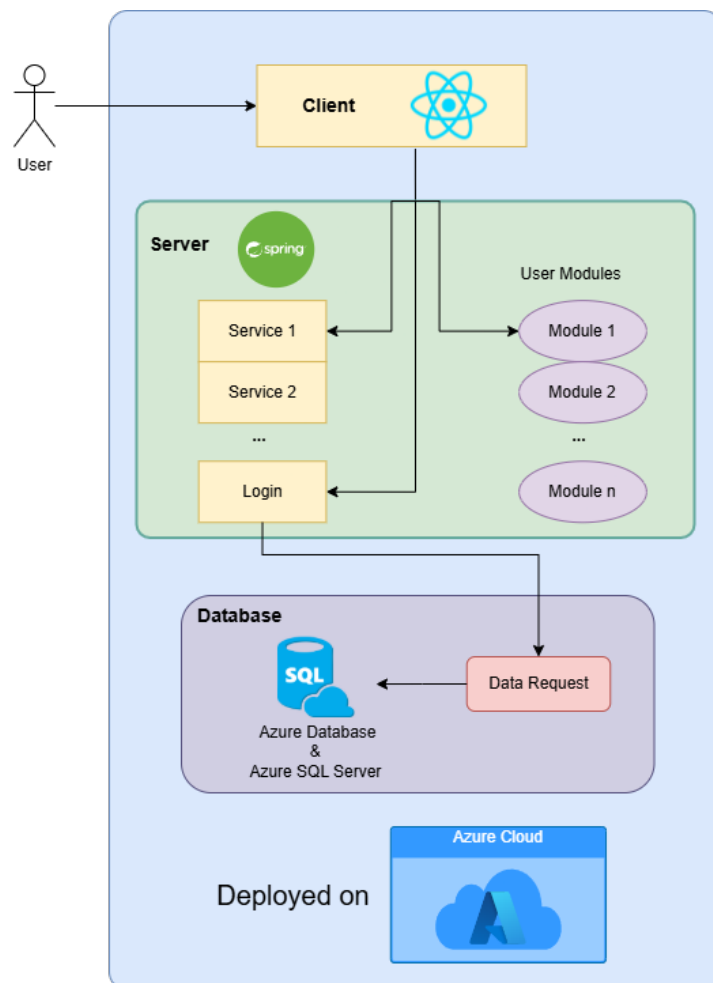 Client
User
Server
spring
User Modules
Service 1
Module 1
Service 2
Module 2
...
...
Login
Module n
Database
SQL
Data Request
Azure Database
&
Azure SQL Server
Azure Cloud
Deployed on